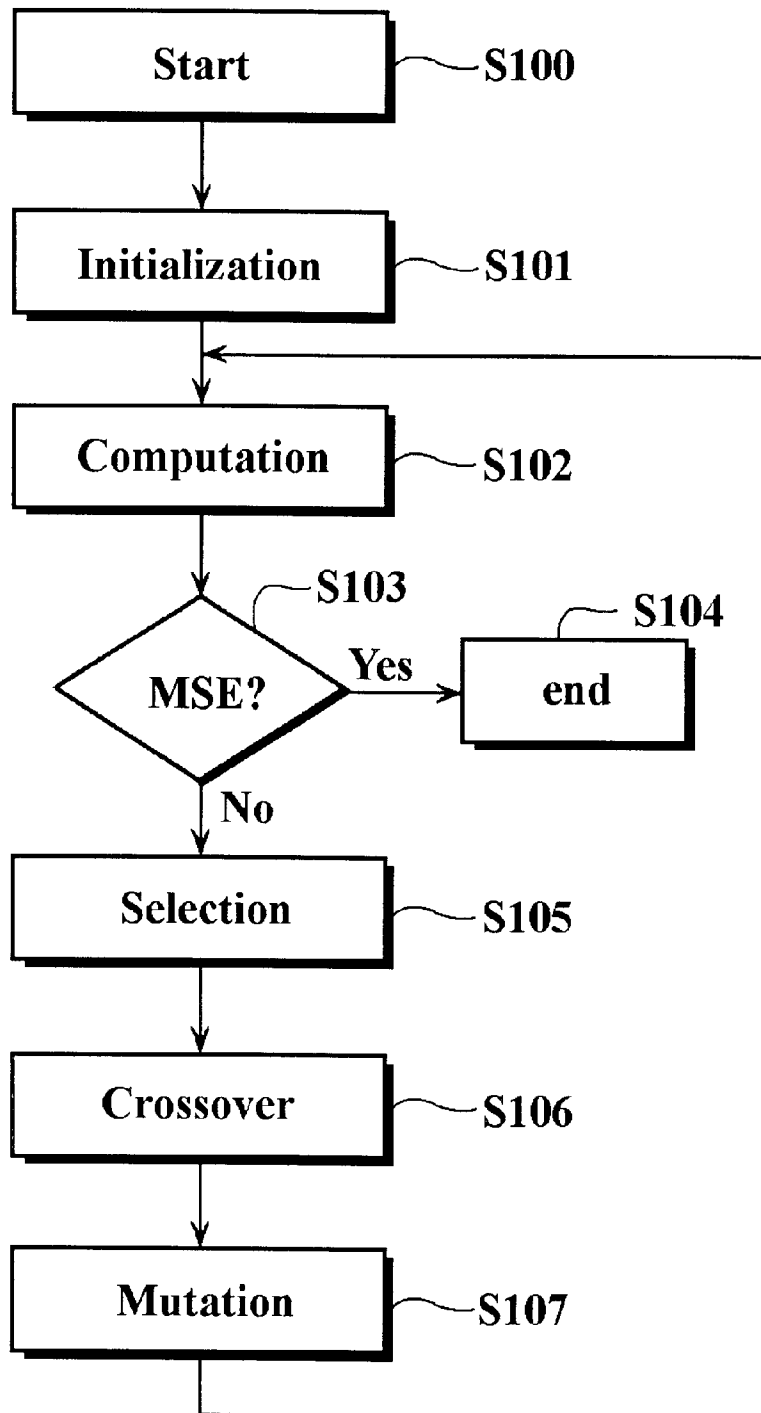 Start
S100
Initialization
S101
Computation
S102
S103
MSE?
Yes
S104
end
No
Selection
S105
Crossover
S106
Mutation
S107